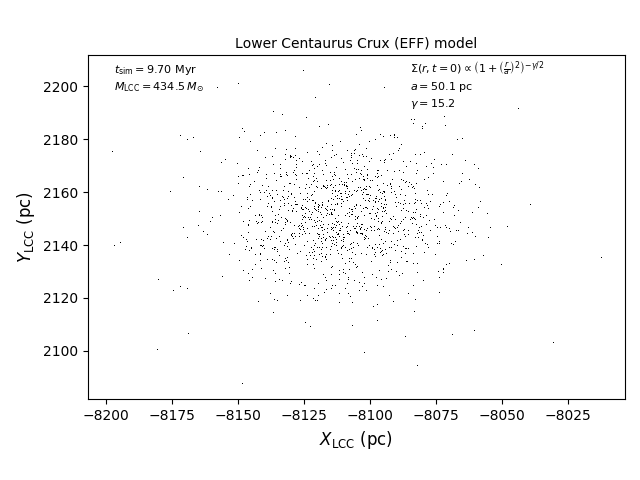 Lower Centaurus Crux (EFF) model
t_sim = 9.70 Myr
M_LCC = 434.5 M_⊙
Σ(r, t = 0) ∝ (1 + (r/a)²)^(−γ/2)
a = 50.1 pc
γ = 15.2
Y_LCC (pc)
2200
2180
2160
2140
2120
2100
−8200 −8175 −8150 −8125 −8100 −8075 −8050 −8025
X_LCC (pc)